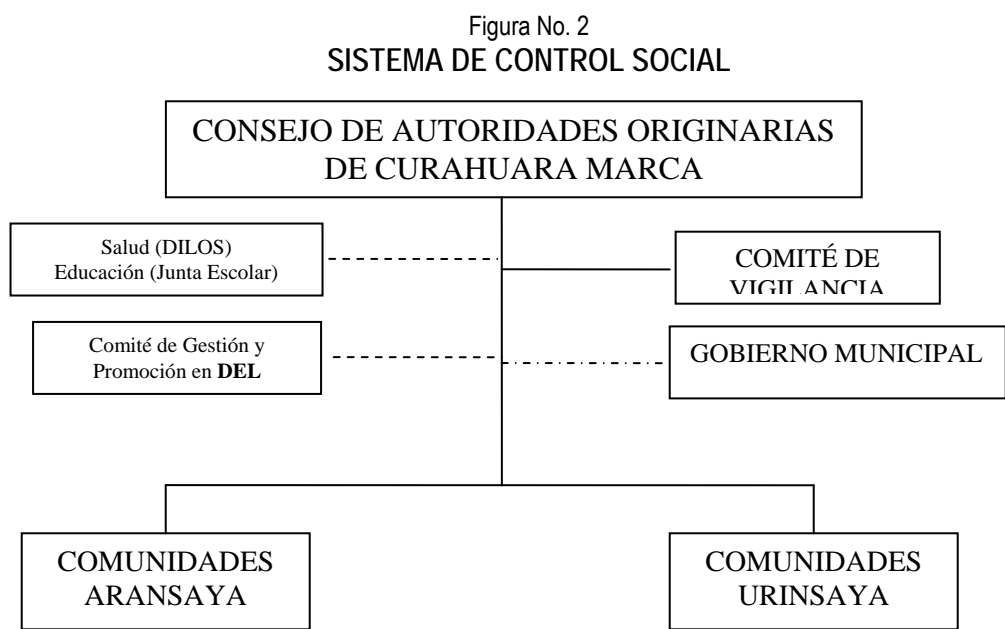 Figura No. 2
SISTEMA DE CONTROL SOCIAL
CONSEJO DE AUTORIDADES ORIGINARIAS
DE CURAHUARA MARCA
Salud (DILOS)
Educación (Junta Escolar)
COMITÉ DE
VIGILANCIA
Comité de Gestión y
Promoción en DEL
GOBIERNO MUNICIPAL
COMUNIDADES
ARANSAYA
COMUNIDADES
URINSAYA